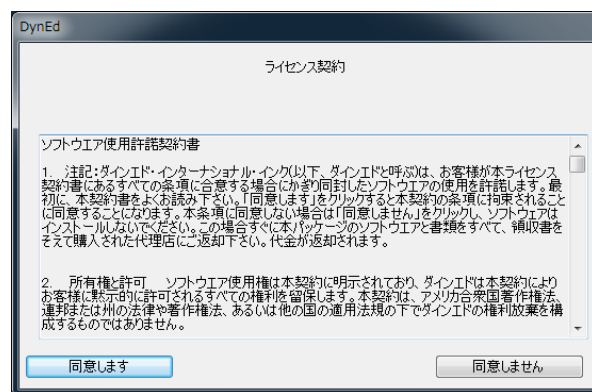 DynEd
ライセンス契約
ソフトウエア使用許諾契約書
1. 注記：ダインエド・インターナショナル・インク(以下、ダインエドと呼ぶ)は、お客様が本ライセンス
契約書にあるすべての条項に合意する場合にかぎり同封したソフトウエアの使用を許諾します。最
初に、本契約書をよくお読み下さい。「同意します」をクリックすると本契約の条項に拘束されること
に同意することになります。本条項に同意しない場合は「同意しません」をクリックし、ソフトウェアは
インストールしないでください。この場合すぐに本パッケージのソフトウエアと書類をすべて、領収書を
そえて購入された代理店にご返却下さい。代金が返却されます。
2. 所有権と許可 ソフトウエア使用権は本契約に明示されており、ダインエドは本契約により
お客様に黙示的に許可されるすべての権利を留保します。本契約は、アメリカ合衆国著作権法、
連邦または州の法律や著作権法、あるいは他の国の適用法規の下でダインエドの権利放棄を構
成するものではありません。
同意します
同意しません